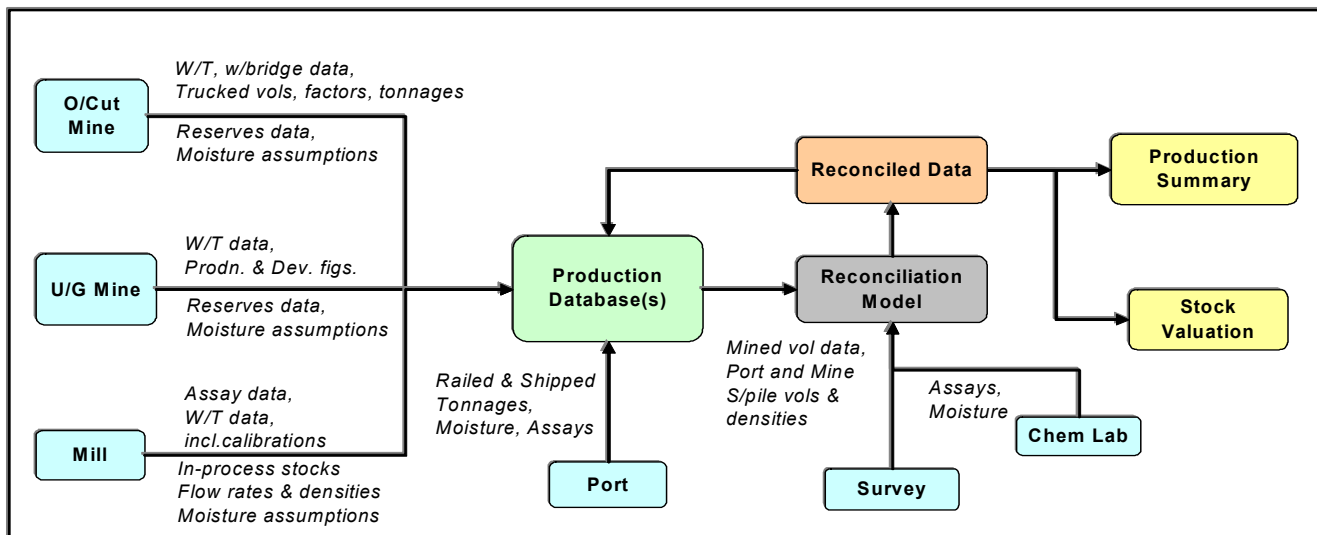 W/T, w/bridge data,
Trucked vols, factors, tonnages
O/Cut
Mine
Reserves data,
Moisture assumptions
Reconciled Data
Production
Summary
W/T data,
Prodn. & Dev. figs.
U/G Mine
Reserves data,
Moisture assumptions
Production
Database(s)
Reconciliation
Model
Stock
Valuation
Assay data,
W/T data,
incl.calibrations
Mill
In-process stocks
Flow rates & densities
Moisture assumptions
Railed & Shipped
Tonnages,
Moisture, Assays
Port
Mined vol data,
Port and Mine
S/pile vols &
densities
Survey
Assays,
Moisture
Chem Lab